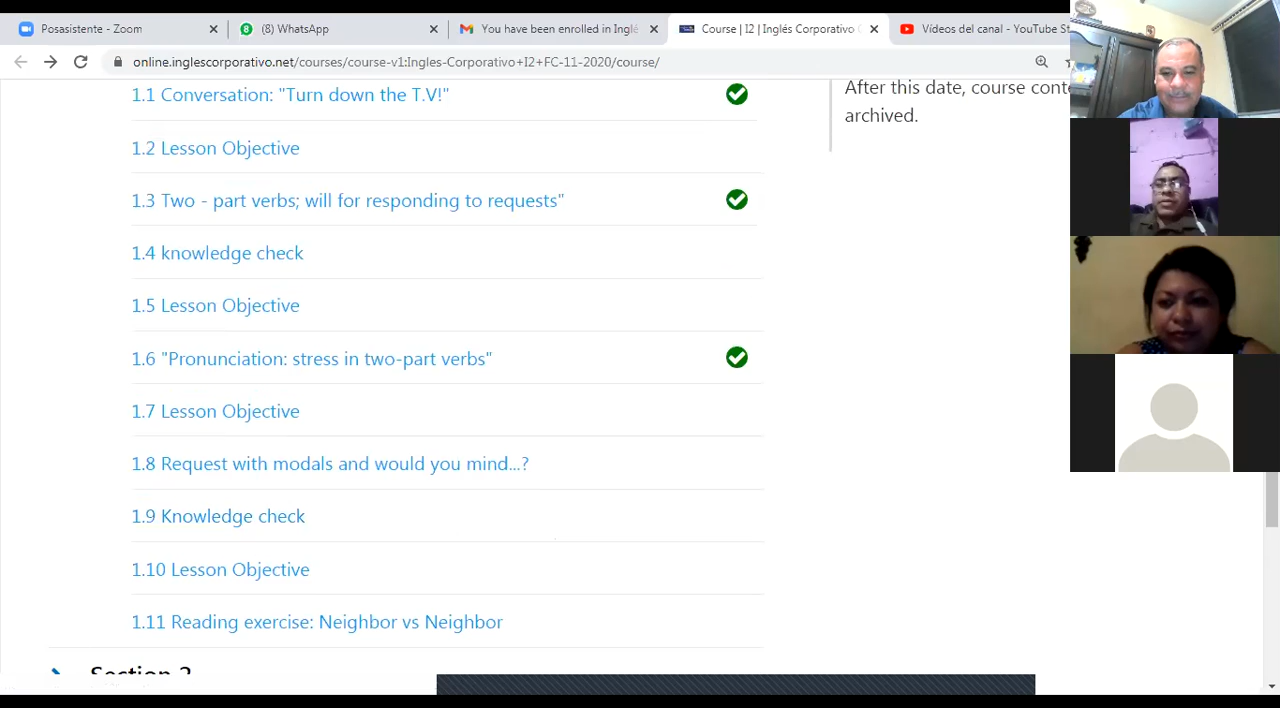 Posasistente - Zoom
(8) WhatsApp
You have been enrolled in Inglé
Course | I2 | Inglés Corporativo
Vídeos del canal - YouTube St
online.inglescorporativo.net/courses/course-v1:Ingles-Corporativo+I2+FC-11-2020/course/
1.1 Conversation: "Turn down the T.V!"
After this date, course cont
archived.
1.2 Lesson Objective
1.3 Two - part verbs; will for responding to requests"
1.4 knowledge check
1.5 Lesson Objective
1.6 "Pronunciation: stress in two-part verbs"
1.7 Lesson Objective
1.8 Request with modals and would you mind...?
1.9 Knowledge check
1.10 Lesson Objective
1.11 Reading exercise: Neighbor vs Neighbor
Section 2